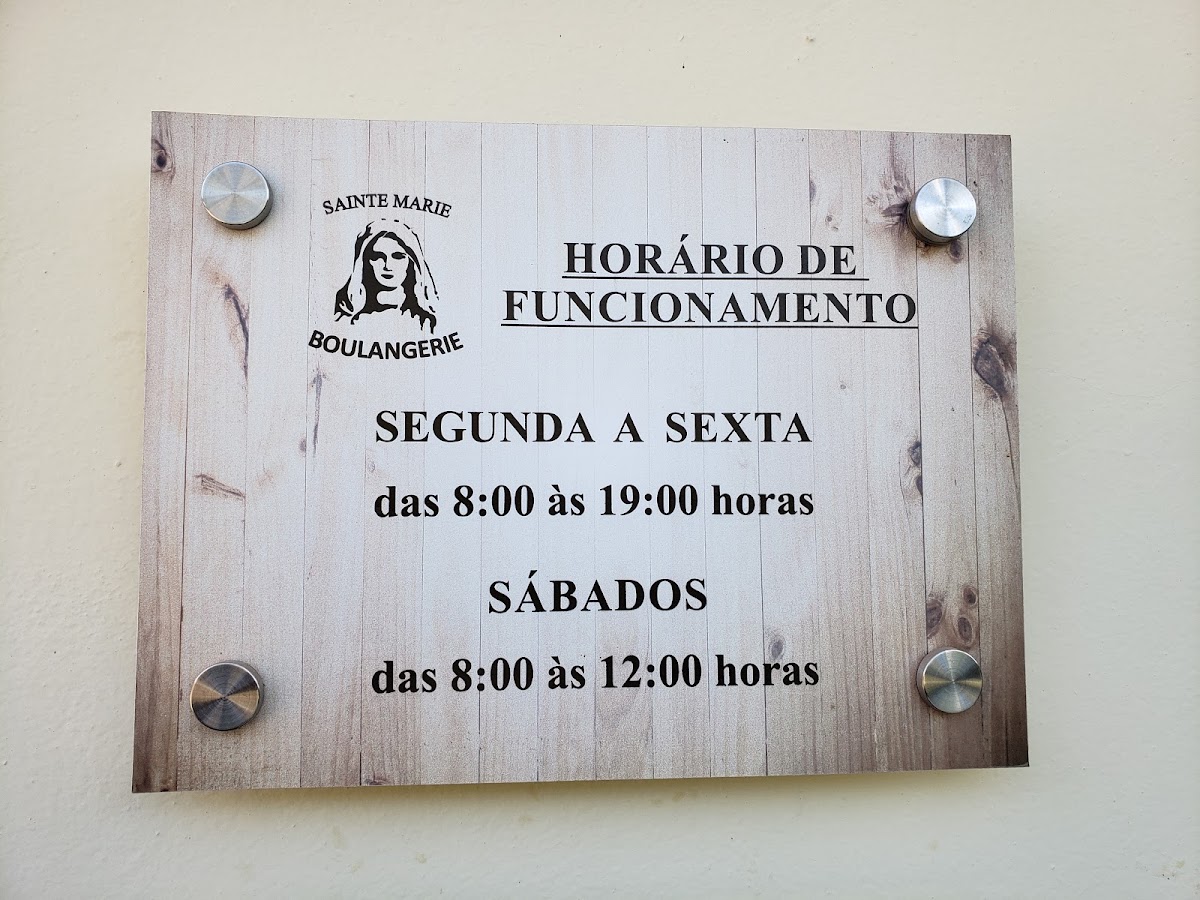 SAINTE MARIE
BOULANGERIE
HORÁRIO DE
FUNCIONAMENTO
SEGUNDA A SEXTA
das 8:00 às 19:00 horas
SÁBADOS
das 8:00 às 12:00 horas